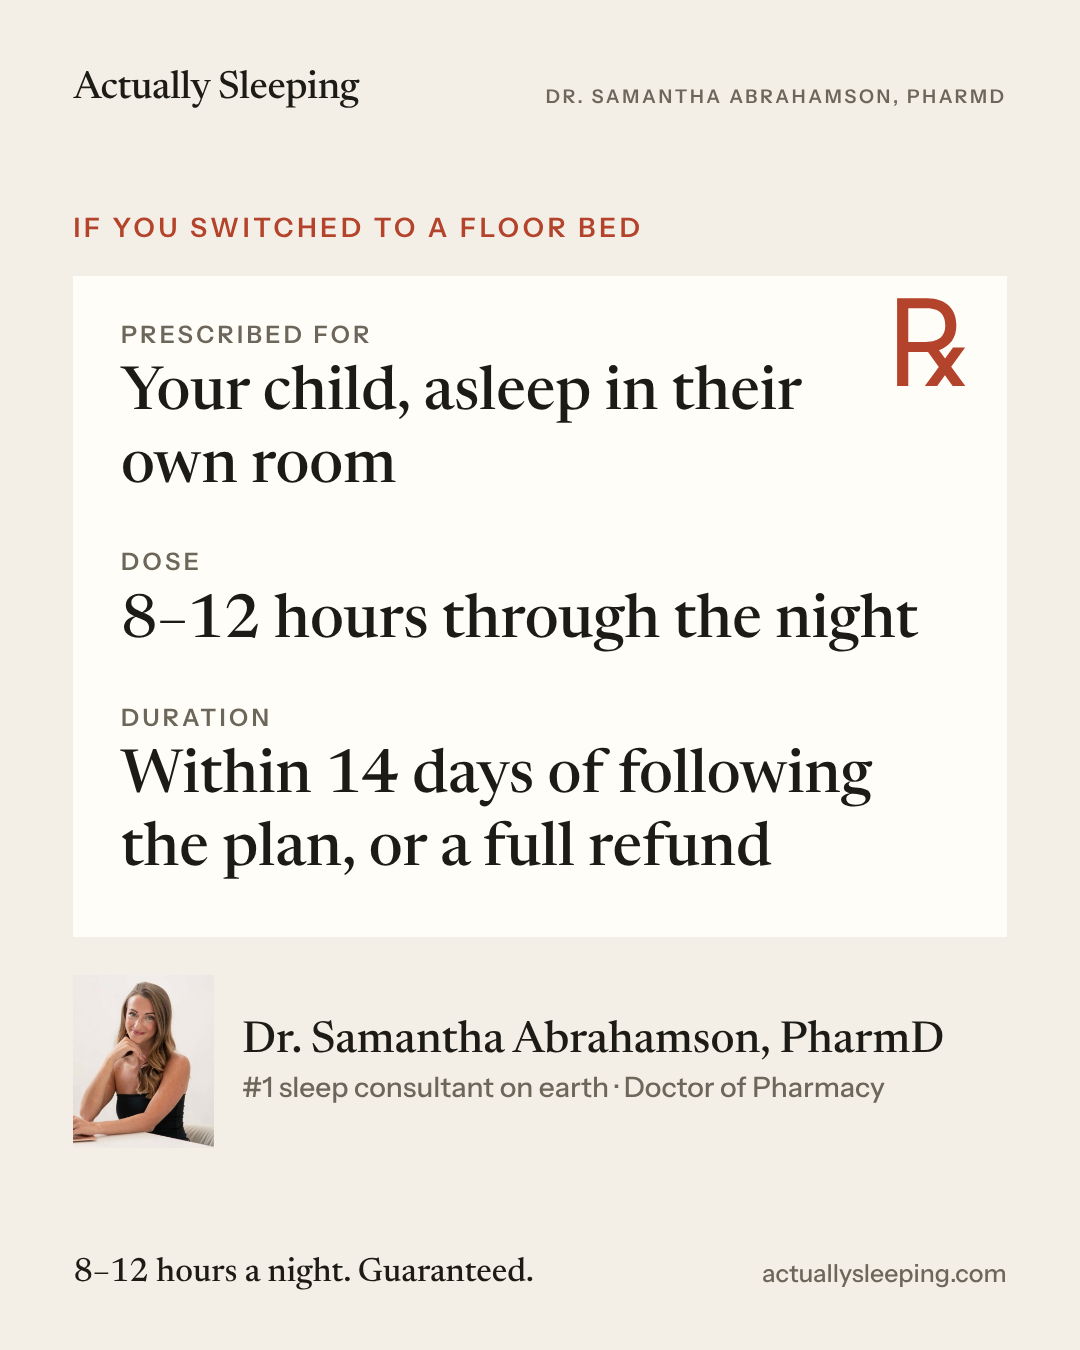 Actually Sleeping
DR. SAMANTHA ABRAHAMSON, PHARMD
IF YOU SWITCHED TO A FLOOR BED
PRESCRIBED FOR
Rx
Your child, asleep in their
own room
DOSE
8–12 hours through the night
DURATION
Within 14 days of following
the plan, or a full refund
Dr. Samantha Abrahamson, PharmD
#1 sleep consultant on earth · Doctor of Pharmacy
8–12 hours a night. Guaranteed.
actuallysleeping.com